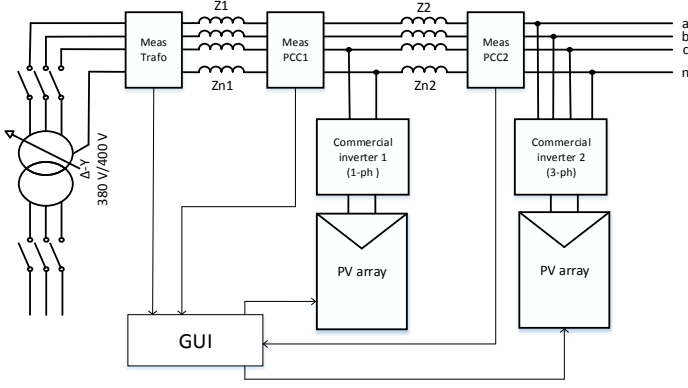 Z1
Z2
Meas
Trafo
Meas
PCC1
Meas
PCC2
Zn1
Zn2
a
b
c
n
Δ-Y
380 V/400 V
Commercial
inverter 1
(1-ph )
Commercial
inverter 2
(3-ph)
PV array
PV array
GUI